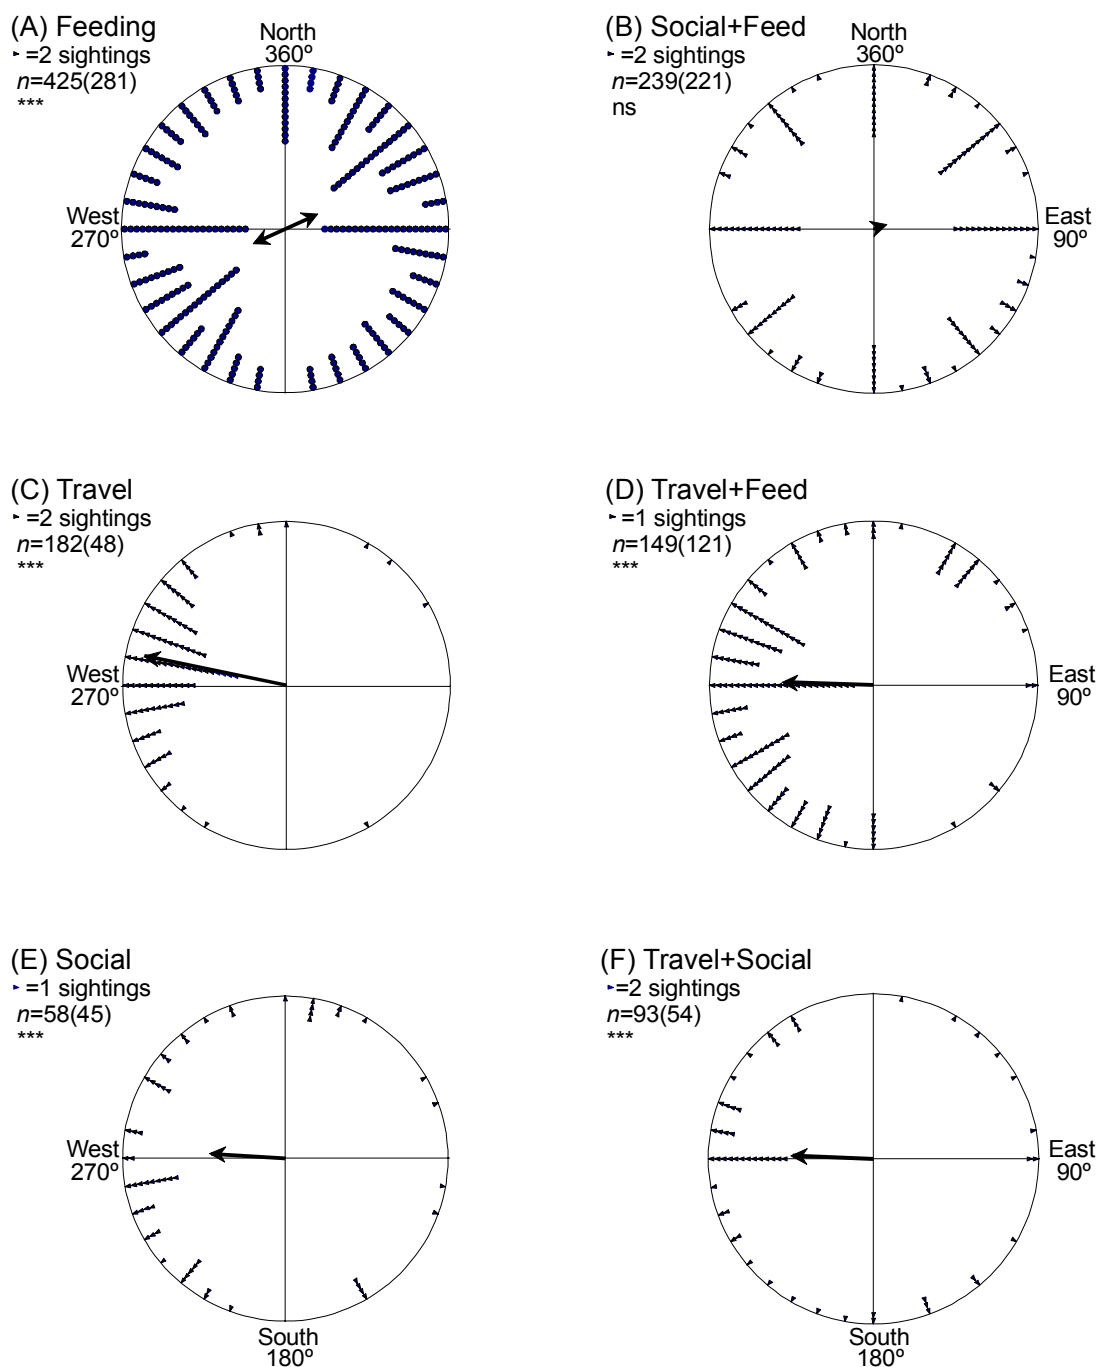 (A) Feeding
=2 sightings
n=425(281)
***
North
360º
West
270º
(B) Social+Feed
=2 sightings
n=239(221)
ns
North
360º
East
90º
(C) Travel
=2 sightings
n=182(48)
***
West
270º
(D) Travel+Feed
=1 sightings
n=149(121)
***
East
90º
(E) Social
=1 sightings
n=58(45)
***
West
270º
South
180º
(F) Travel+Social
=2 sightings
n=93(54)
***
East
90º
South
180º